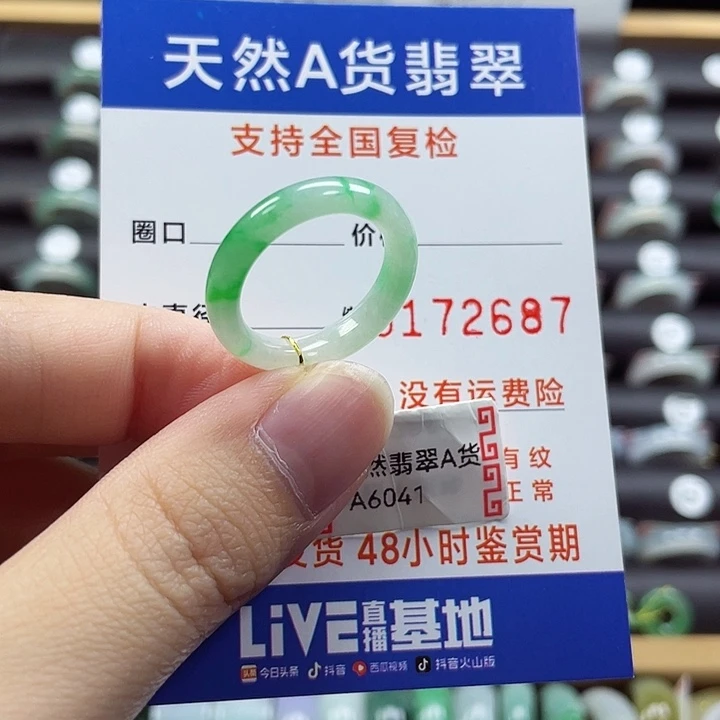 天然A货翡翠
支持全国复检
圈口
价
172687
没有运费险
然翡翠A货
有纹
A6041
正常
货 48小时鉴赏期
LiVE直播基地
头条 今日头条 抖音 西瓜视频 抖音火山版